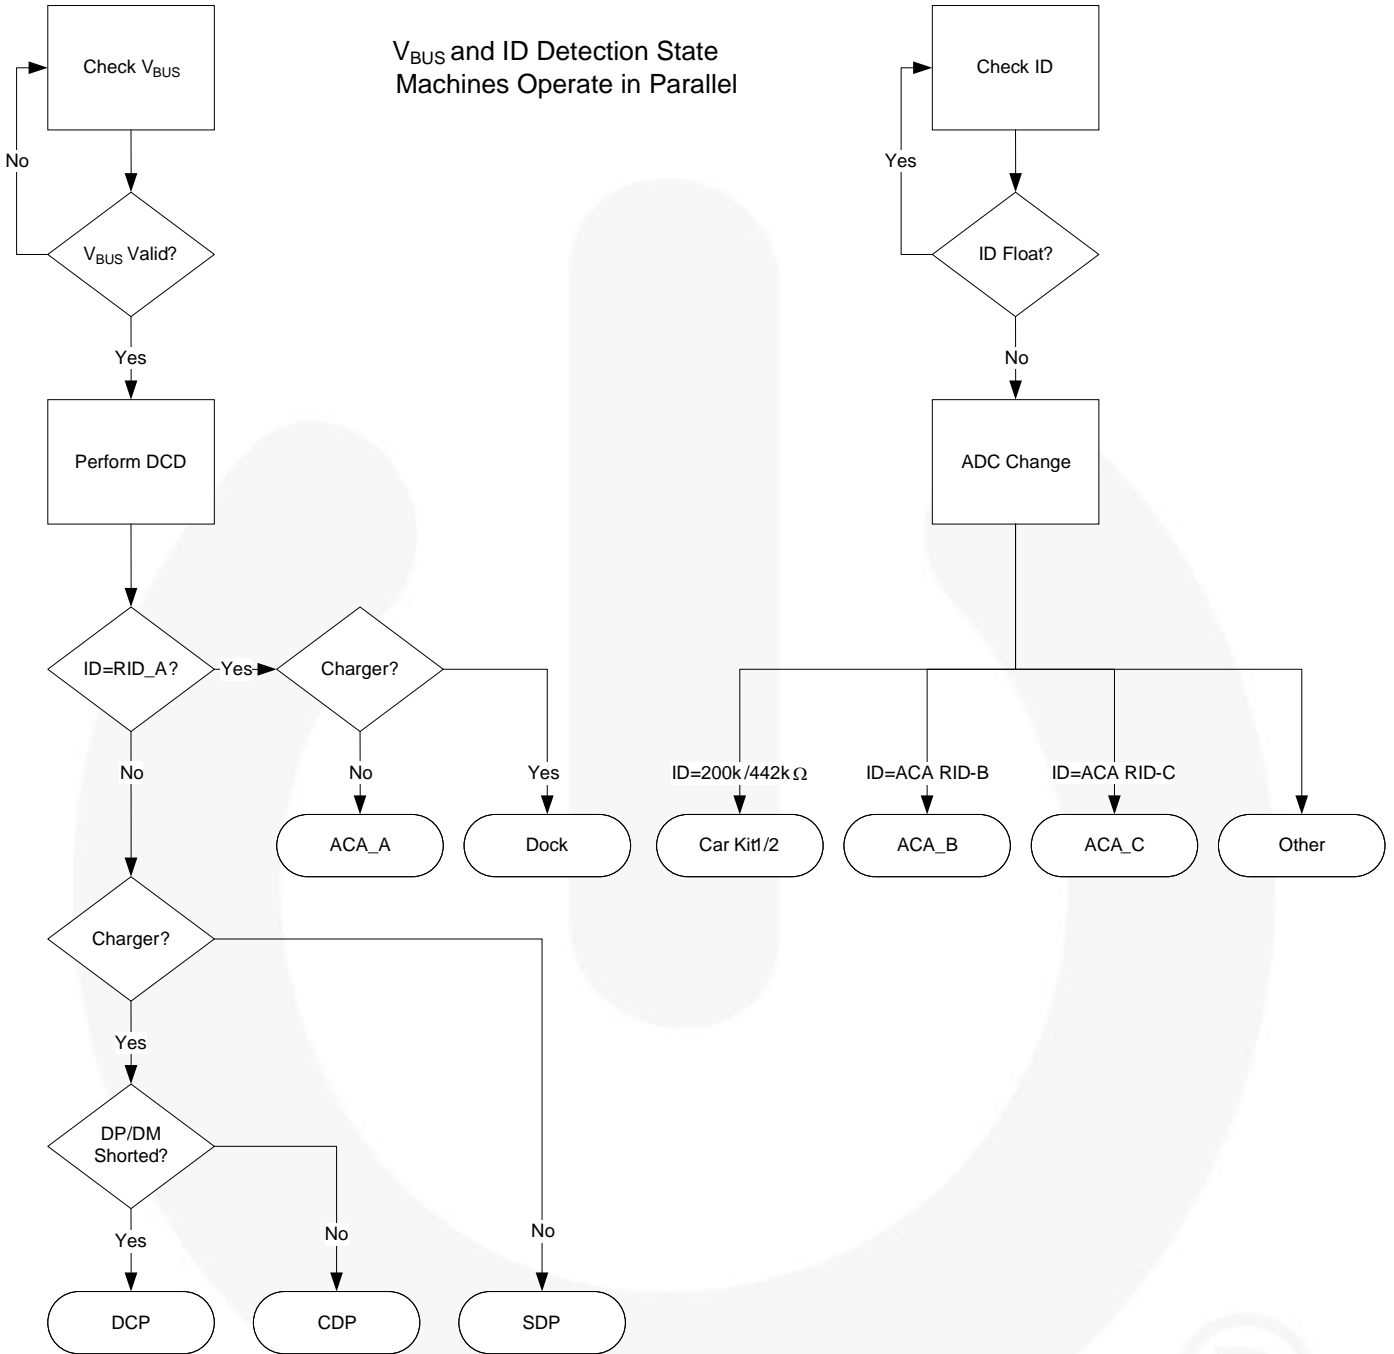 V_BUS and ID Detection State
Machines Operate in Parallel
Check V_BUS
No
V_BUS Valid?
Yes
Perform DCD
ID=RID_A?
Yes
Charger?
No
No
Yes
ACA_A
Dock
Charger?
Yes
DP/DM
Shorted?
Yes
No
No
DCP
CDP
SDP
Check ID
Yes
ID Float?
No
ADC Change
ID=200k/442kΩ
ID=ACA RID-B
ID=ACA RID-C
Car Kit1/2
ACA_B
ACA_C
Other